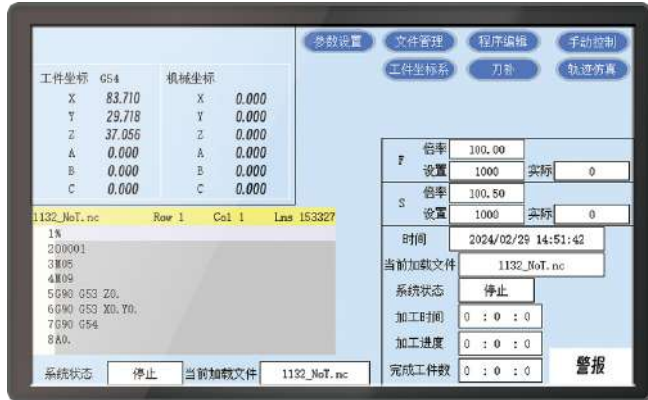 参数设置 文件管理 程序编辑 手动控制
工件坐标系 刀补 轨迹仿真
工件坐标 G54 机械坐标
X 83.710 X 0.000
Y 29.718 Y 0.000
Z 37.056 Z 0.000
A 0.000 A 0.000
B 0.000 B 0.000
C 0.000 C 0.000
1132_NoT.nc Row 1 Col 1 Lns 153327
1%
2O0001
3M05
4M09
5G90 G53 Z0.
6G90 G53 X0.Y0.
7G90 G54
8A0.
系统状态 停止 当前加载文件 1132_NoT.nc
F 倍率 100.00
设置 1000 实际 0
S 倍率 100.50
设置 1000 实际 0
时间 2024/02/29 14:51:42
当前加载文件 1132_NoT.nc
系统状态 停止
加工时间 0 : 0 : 0
加工进度 0 : 0 : 0
完成工件数 0 : 0 : 0
警报